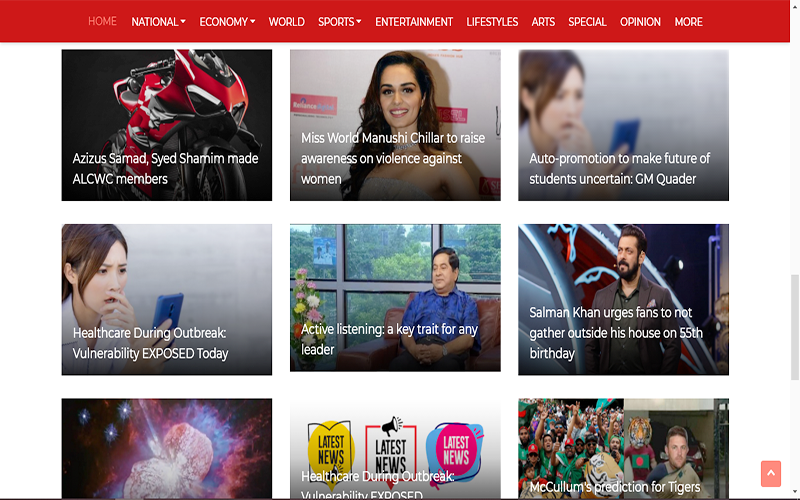 HOME NATIONAL ECONOMY WORLD SPORTS ENTERTAINMENT LIFESTYLES ARTS SPECIAL OPINION MORE
Reliance
Azizus Samad, Syed Shamim made
ALCWC members
Miss World Manushi Chillar to raise
awareness on violence against
women
Auto-promotion to make future of
students uncertain: GM Quader
Healthcare During Outbreak:
Vulnerability EXPOSED Today
Active listening: a key trait for any
leader
Salman Khan urges fans to not
gather outside his house on 55th
birthday
LATEST
NEWS
LATEST
NEWS
LATEST
NEWS
Healthcare During Outbreak:
Vulnerability EXPOSED
McCullum's prediction for Tigers